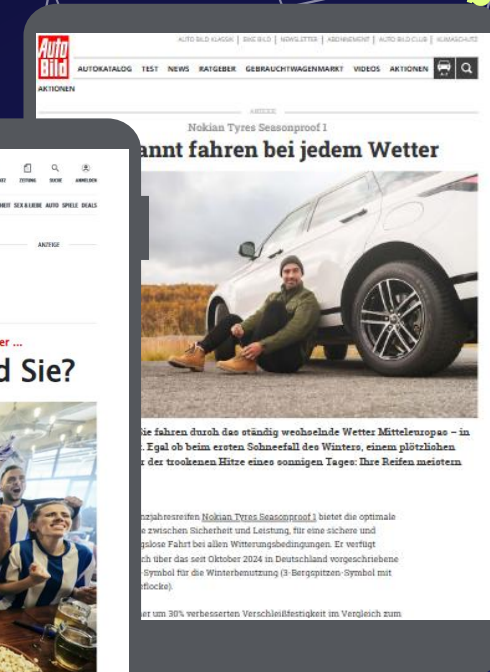 AUTO BILD KLASSIK | BIKE BILD | NEWSLETTER | ABONNEMENT | AUTO BILD CLUB | KLIMASCHUTZ
Auto
Bild
AUTOKATALOG TEST NEWS RATGEBER GEBRAUCHTWAGENMARKT VIDEOS AKTIONEN
AKTIONEN
ANZEIGE
Nokian Tyres Seasonproof 1
annt fahren bei jedem Wetter
ie fahren durch das ständig wechselnde Wetter Mitteleuropas – in
. Egal ob beim ersten Schneefall des Winters, einem plötzlichen
r der trockenen Hitze eines sonnigen Tages: Ihre Reifen meistern
nzjahresreifen Nokian Tyres Seasonproof 1 bietet die optimale
e zwischen Sicherheit und Leistung, für eine sichere und
gslose Fahrt bei allen Witterungsbedingungen. Er verfügt
ch über das seit Oktober 2024 in Deutschland vorgeschriebene
-Symbol für die Winterbenutzung (3-Bergspitzen-Symbol mit
flocke).
er um 30% verbesserten Verschleißfestigkeit im Vergleich zum
ZEITUNG SUCHE ANMELDEN
HEIT SEX & LIEBE AUTO SPIELE DEALS
ANZEIGE
er ...
d Sie?